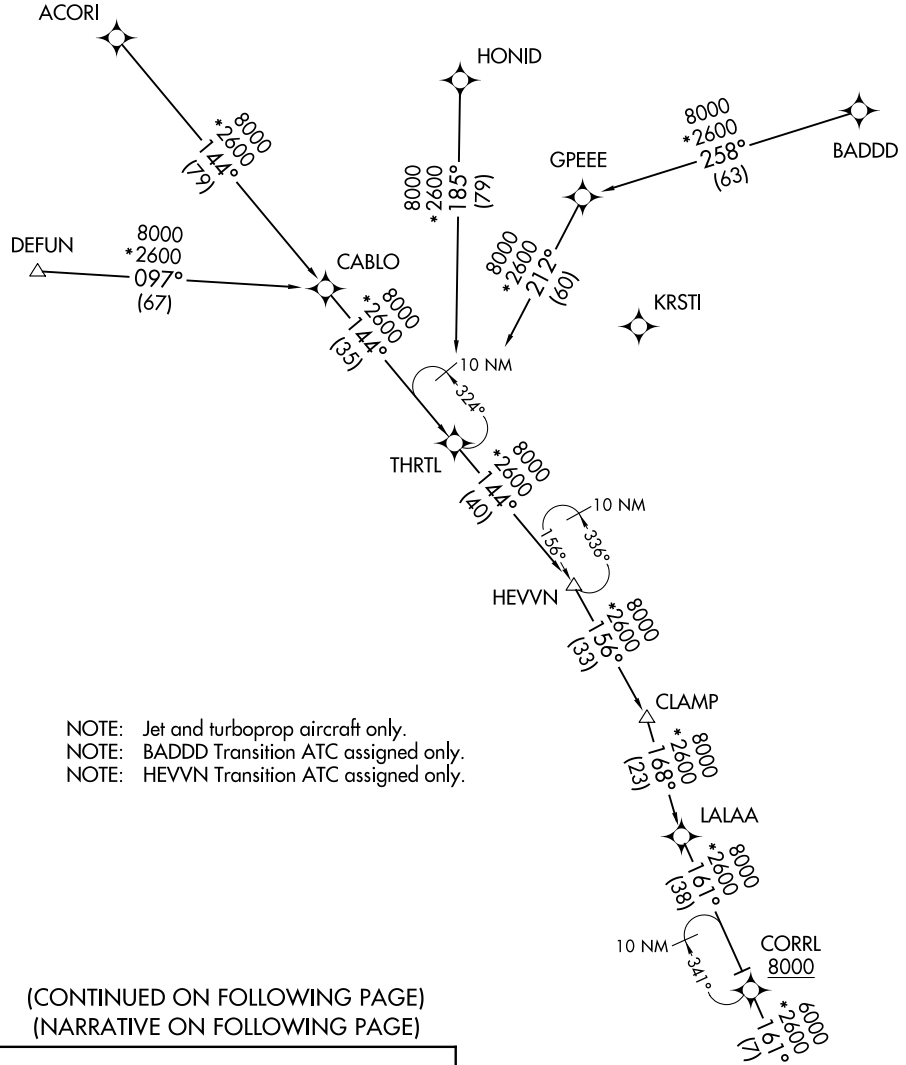 ACORI
HONID
8000
*2600
144°
(79)
8000
*2600
185°
(79)
GPEEE
8000
*2600
258°
(63)
BADDD
DEFUN
8000
*2600
097°
(67)
CABLO
8000
*2600
212°
(60)
KRSTI
8000
*2600
144°
(35)
10 NM
324°
THRTL
8000
*2600
144°
(40)
10 NM
156°
336°
HEVVN
8000
*2600
156°
(33)
CLAMP
NOTE: Jet and turboprop aircraft only.
NOTE: BADDD Transition ATC assigned only.
NOTE: HEVVN Transition ATC assigned only.
8000
*2600
168°
(23)
LALAA
8000
*2600
161°
(38)
10 NM
341°
CORRL
8000
6000
*2600
161°
(7)
(CONTINUED ON FOLLOWING PAGE)
(NARRATIVE ON FOLLOWING PAGE)